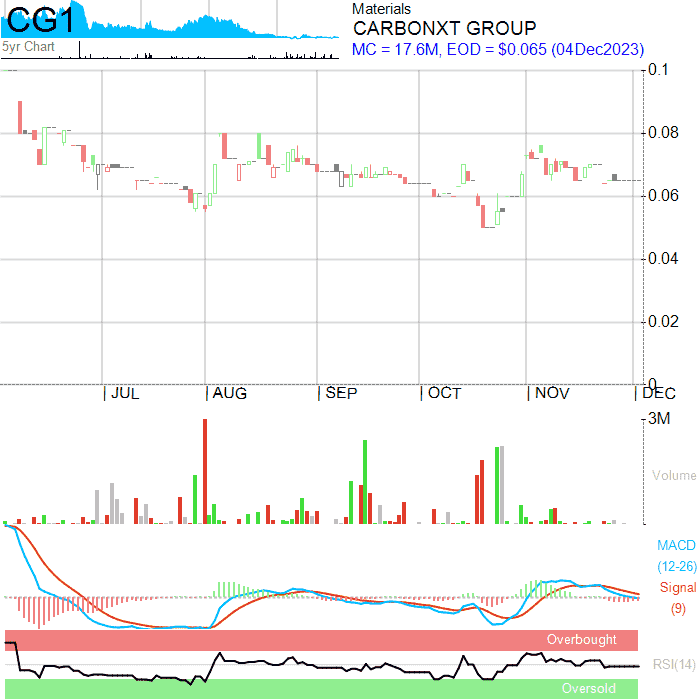 CG1
5yr Chart
Materials
CARBONXT GROUP
MC = 17.6M, EOD = $0.065 (04Dec2023)
0.1
0.08
0.06
0.04
0.02
0
JUL AUG SEP OCT NOV DEC
3M
Volume
MACD
(12-26)
Signal
(9)
Overbought
RSI(14)
Oversold